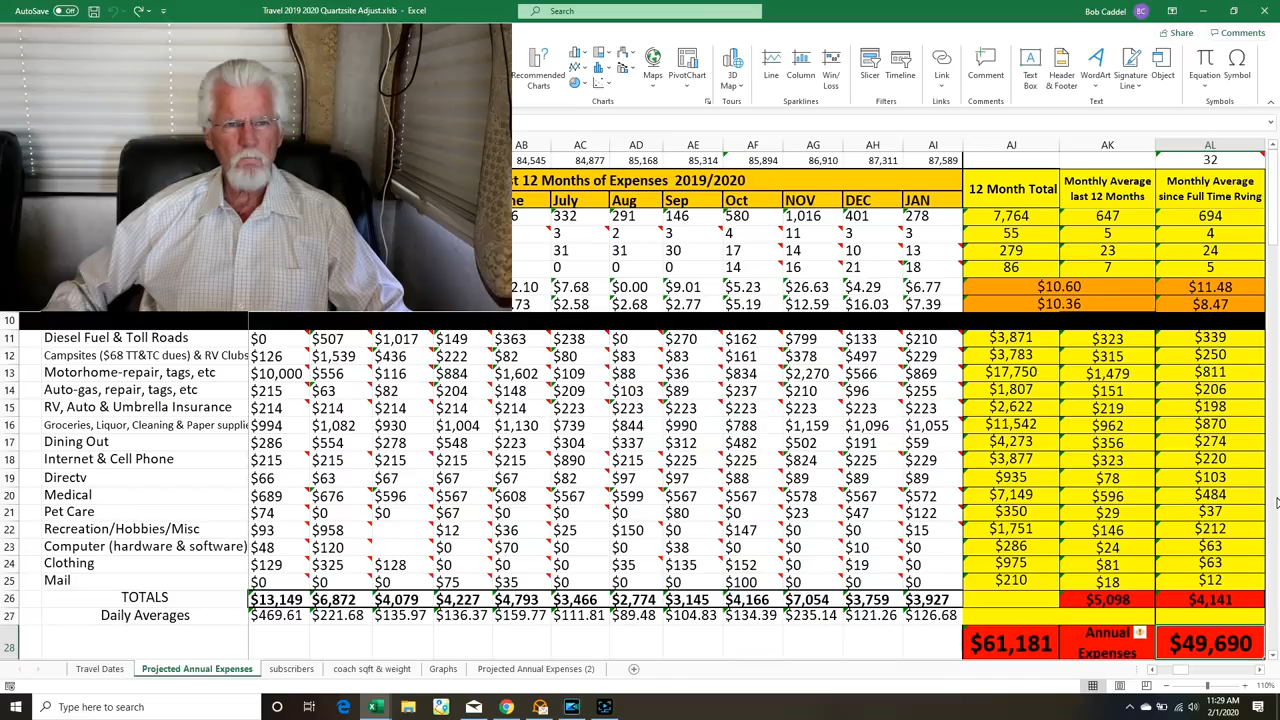 AutoSave Off Travel 2019 2020 Quartzsite Adjust.xlsb Search Bob Caddel
Share Comments
Recommended Charts Maps PivotChart 3D Map Line Column Win/Loss Slicer Timeline Link Comment Text Box Header & Footer WordArt Signature Line Object Equation Symbol
Charts Tours Sparklines Filters Links Comments Text Symbols
AB AC AD AE AF AG AH AI AJ AK AL
84,545 84,877 85,168 85,314 85,894 86,910 87,311 87,589 32
12 Months of Expenses 2019/2020 12 Month Total Monthly Average last 12 Months Monthly Average since Full Time Rving
July Aug Sep Oct NOV DEC JAN
332 291 146 580 1,016 401 278 7,764 647 694
3 2 3 4 11 3 3 55 5 4
31 31 30 17 14 10 13 279 23 24
0 0 0 14 16 21 18 86 7 5
2.10 $7.68 $0.00 $9.01 $5.23 $26.63 $4.29 $6.77 $10.60 $11.48
.73 $2.58 $2.68 $2.77 $5.19 $12.59 $16.03 $7.39 $10.36 $8.47
10
11 Diesel Fuel & Toll Roads $0 $507 $1,017 $149 $363 $238 $0 $270 $162 $799 $133 $210 $3,871 $323 $339
12 Campsites ($68 TT&TC dues) & RV Clubs $126 $1,539 $436 $222 $82 $80 $83 $83 $161 $378 $497 $229 $3,783 $315 $250
13 Motorhome-repair, tags, etc $10,000 $556 $116 $884 $1,602 $109 $88 $36 $834 $2,270 $566 $869 $17,750 $1,479 $811
14 Auto-gas, repair, tags, etc $215 $63 $82 $204 $148 $209 $103 $89 $237 $210 $96 $255 $1,807 $151 $206
15 RV, Auto & Umbrella Insurance $214 $214 $214 $214 $214 $223 $223 $223 $223 $223 $223 $223 $2,622 $219 $198
16 Groceries, Liquor, Cleaning & Paper supplie $994 $1,082 $930 $1,004 $1,130 $739 $844 $990 $788 $1,159 $1,096 $1,055 $11,542 $962 $870
17 Dining Out $286 $554 $278 $548 $223 $304 $337 $312 $482 $502 $191 $59 $4,273 $356 $274
18 Internet & Cell Phone $215 $215 $215 $215 $215 $890 $215 $225 $225 $824 $225 $229 $3,877 $323 $220
19 Directv $66 $63 $67 $67 $67 $82 $97 $97 $88 $89 $89 $89 $935 $78 $103
20 Medical $689 $676 $596 $567 $608 $567 $599 $567 $567 $578 $567 $572 $7,149 $596 $484
21 Pet Care $74 $0 $0 $67 $0 $0 $0 $80 $0 $23 $47 $122 $350 $29 $37
22 Recreation/Hobbies/Misc $93 $958 $12 $36 $25 $150 $0 $147 $0 $0 $15 $1,751 $146 $212
23 Computer (hardware & software) $48 $120 $0 $70 $0 $0 $38 $0 $0 $10 $0 $286 $24 $63
24 Clothing $129 $325 $128 $0 $0 $0 $35 $135 $152 $0 $19 $0 $975 $81 $63
25 Mail $0 $0 $0 $75 $35 $0 $0 $0 $100 $0 $0 $0 $210 $18 $12
26 TOTALS $13,149 $6,872 $4,079 $4,227 $4,793 $3,466 $2,774 $3,145 $4,166 $7,054 $3,759 $3,927 $5,098 $4,141
27 Daily Averages $469.61 $221.68 $135.97 $136.37 $159.77 $111.81 $89.48 $104.83 $134.39 $235.14 $121.26 $126.68
28 $61,181 Annual Expenses $49,690
Travel Dates Projected Annual Expenses subscribers coach sqft & weight Graphs Projected Annual Expenses (2)
110%
Type here to search 11:29 AM
2/1/2020